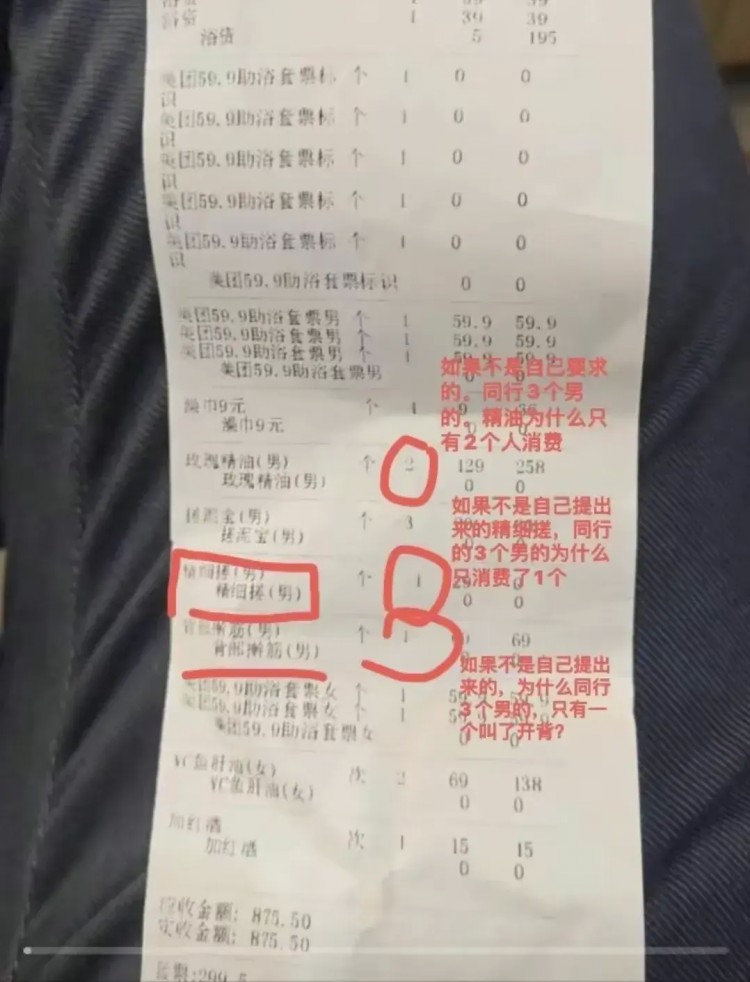 浴资 1 39 39
浴资 5 195
美团59.9助浴套票标 个 1 0 0
识
美团59.9助浴套票标 个 1 0 0
识
美团59.9助浴套票标 个 1 0 0
识
美团59.9助浴套票标 个 1 0 0
识
美团59.9助浴套票标 个 1 0 0
识
美团59.9助浴套票标识 0 0
美团59.9助浴套票男 个 1 59.9 59.9
美团59.9助浴套票男 个 1 59.9 59.9
美团59.9助浴套票男 个 1 59.9 59.9
美团59.9助浴套票男
如果不是自己要求
的。同行3个男
的。精油为什么只
有2个人消费
澡巾9元 个 4 9 36
澡巾9元 0 0
玫瑰精油(男) 个 2 129 258
玫瑰精油(男) 0 0
如果不是自己提出
来的精细搓，同行
的3个男的为什么
只消费了1个
搓泥宝(男) 个 3
搓泥宝(男)
精细搓(男) 个 1
精细搓(男) 0 0
背部擀筋(男) 个 1 69
背部擀筋(男)
如果不是自己提出
来的，为什么同行
3个男的，只有一
个叫了开背?
美团59.9助浴套票女 个 1
美团59.9助浴套票女 个 1
美团59.9助浴套票女 0 0
VC鱼肝油(女) 次 2 69 138
VC鱼肝油(女) 0 0
加红酒 次 1 15 15
加红酒 0 0
应收金额: 875.50
实收金额: 875.50